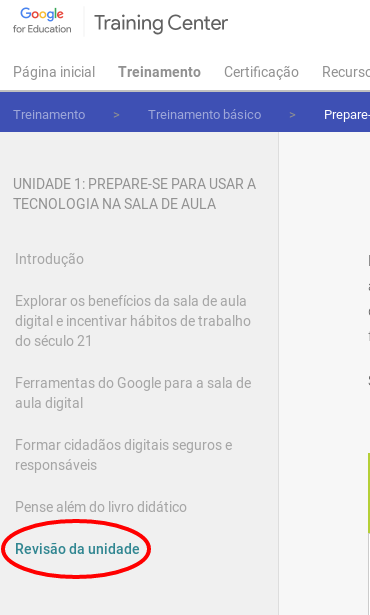 Google
for Education
Training Center
Página inicial Treinamento Certificação Recurso
Treinamento > Treinamento básico > Prepare-
UNIDADE 1: PREPARE-SE PARA USAR A
TECNOLOGIA NA SALA DE AULA
Introdução
Explorar os benefícios da sala de aula
digital e incentivar hábitos de trabalho
do século 21
Ferramentas do Google para a sala de
aula digital
Formar cidadãos digitais seguros e
responsáveis
Pense além do livro didático
Revisão da unidade